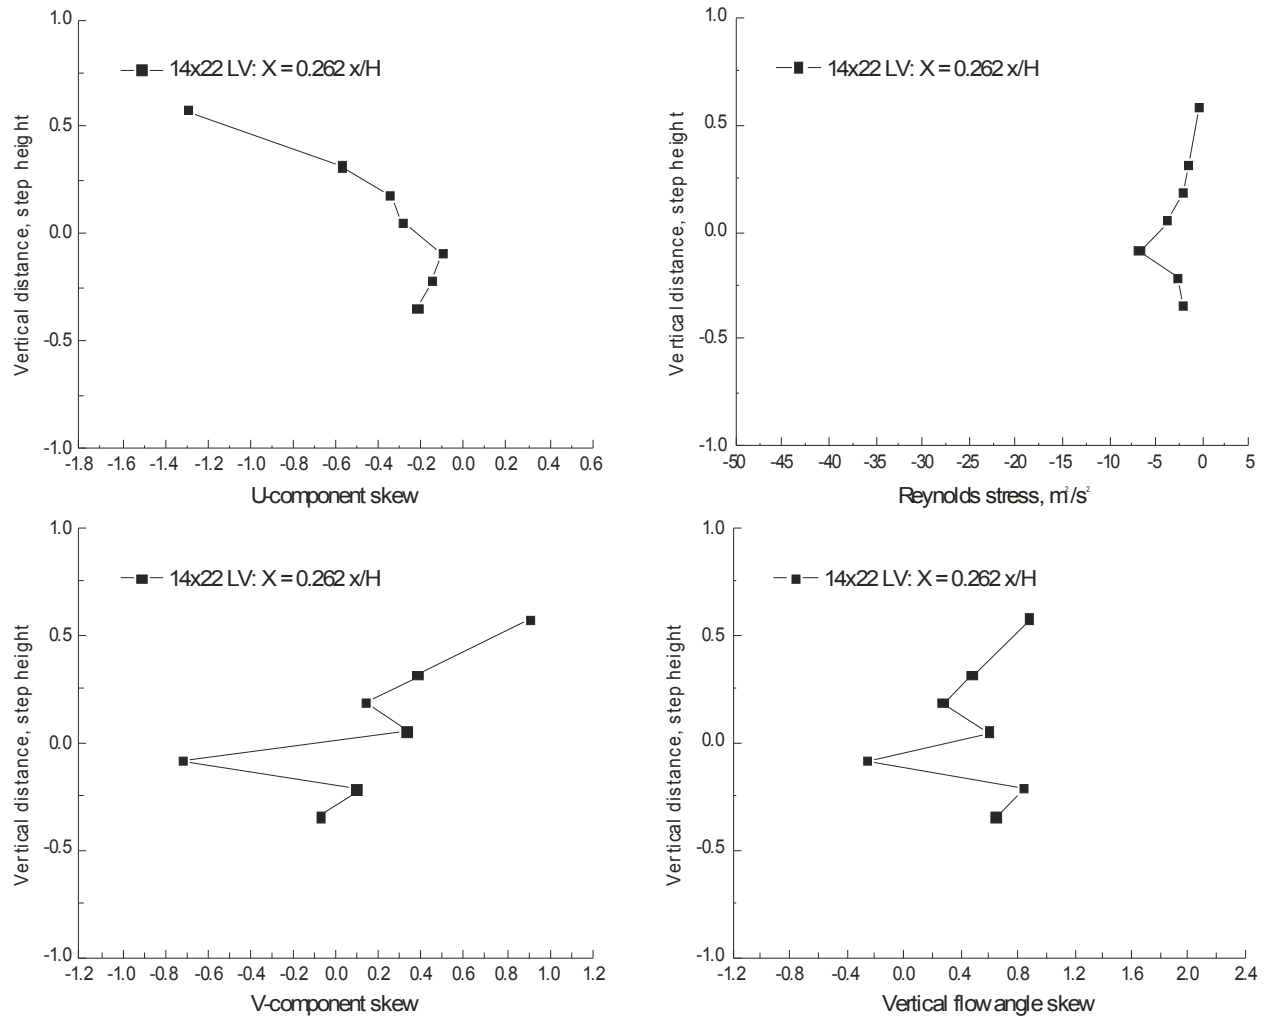 1.0
0.5
0.0
-0.5
-1.0
Vertical distance, step height
14x22 LV: X = 0.262 x/H
-1.8 -1.6 -1.4 -1.2 -1.0 -0.8 -0.6 -0.4 -0.2 0.0 0.2 0.4 0.6
U-component skew
1.0
0.5
0.0
-0.5
-1.0
Vertical distance, step height
14x22 LV: X = 0.262 x/H
-50 -45 -40 -35 -30 -25 -20 -15 -10 -5 0 5
Reynolds stress, m²/s²
1.0
0.5
0.0
-0.5
-1.0
Vertical distance, step height
14x22 LV: X = 0.262 x/H
-1.2 -1.0 -0.8 -0.6 -0.4 -0.2 0.0 0.2 0.4 0.6 0.8 1.0 1.2
V-component skew
1.0
0.5
0.0
-0.5
-1.0
Vertical distance, step height
14x22 LV: X = 0.262 x/H
-1.2 -0.8 -0.4 0.0 0.4 0.8 1.2 1.6 2.0 2.4
Vertical flow angle skew